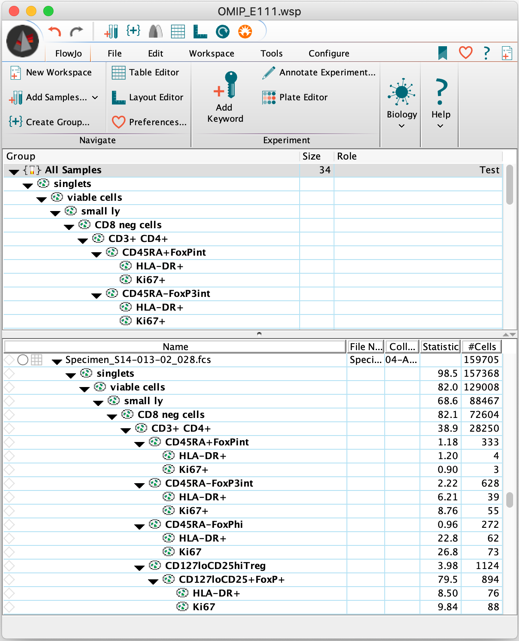 OMIP_E111.wsp
FlowJo File Edit Workspace Tools Configure
New Workspace Table Editor Annotate Experiment...
Add Samples... Layout Editor Add Keyword Plate Editor Biology Help
{+} Create Group... Preferences...
Navigate Experiment
Group Size Role
{ } All Samples 34 Test
singlets
viable cells
small ly
CD8 neg cells
CD3+ CD4+
CD45RA+FoxPint
HLA-DR+
Ki67+
CD45RA-FoxP3int
HLA-DR+
Ki67+
Name File N... Coll... Statistic #Cells
Specimen_S14-013-02_028.fcs Speci... 04-A... 159705
singlets 98.5 157368
viable cells 82.0 129008
small ly 68.6 88467
CD8 neg cells 82.1 72604
CD3+ CD4+ 38.9 28250
CD45RA+FoxPint 1.18 333
HLA-DR+ 1.20 4
Ki67+ 0.90 3
CD45RA-FoxP3int 2.22 628
HLA-DR+ 6.21 39
Ki67+ 8.76 55
CD45RA-FoxPhi 0.96 272
HLA-DR+ 22.8 62
Ki67 26.8 73
CD127loCD25hiTreg 3.98 1124
CD127loCD25+FoxP+ 79.5 894
HLA-DR+ 8.50 76
Ki67 9.84 88